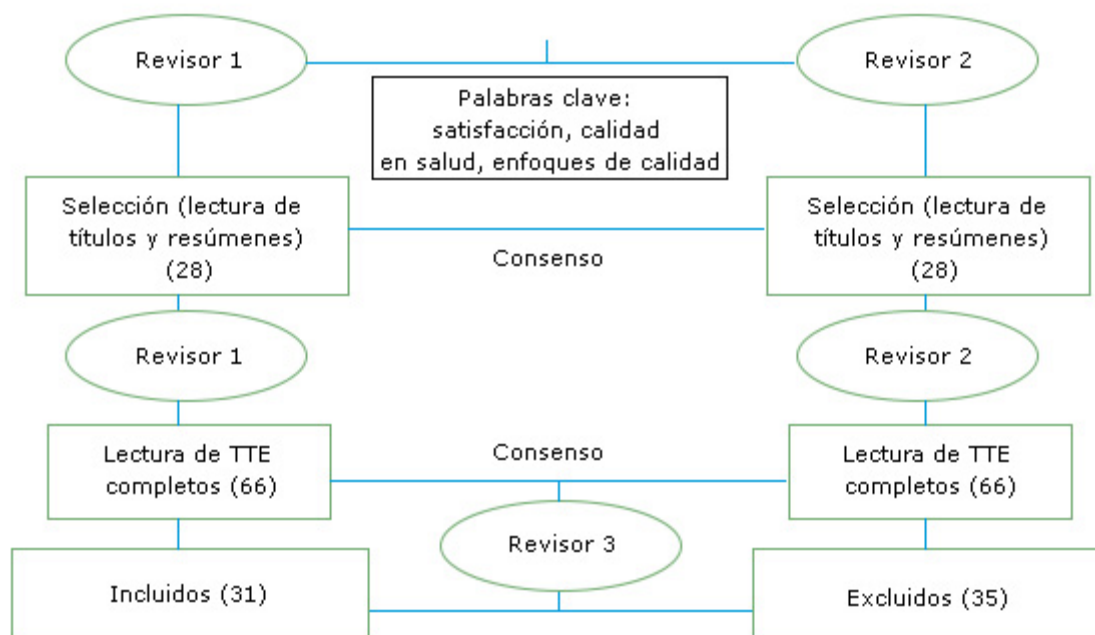 Revisor 1
Revisor 2
Palabras clave:
satisfacción, calidad
en salud, enfoques de calidad
Selección (lectura de
títulos y resúmenes)
(28)
Consenso
Selección (lectura de
títulos y resúmenes)
(28)
Revisor 1
Revisor 2
Lectura de TTE
completos (66)
Consenso
Lectura de TTE
completos (66)
Revisor 3
Incluidos (31)
Excluidos (35)